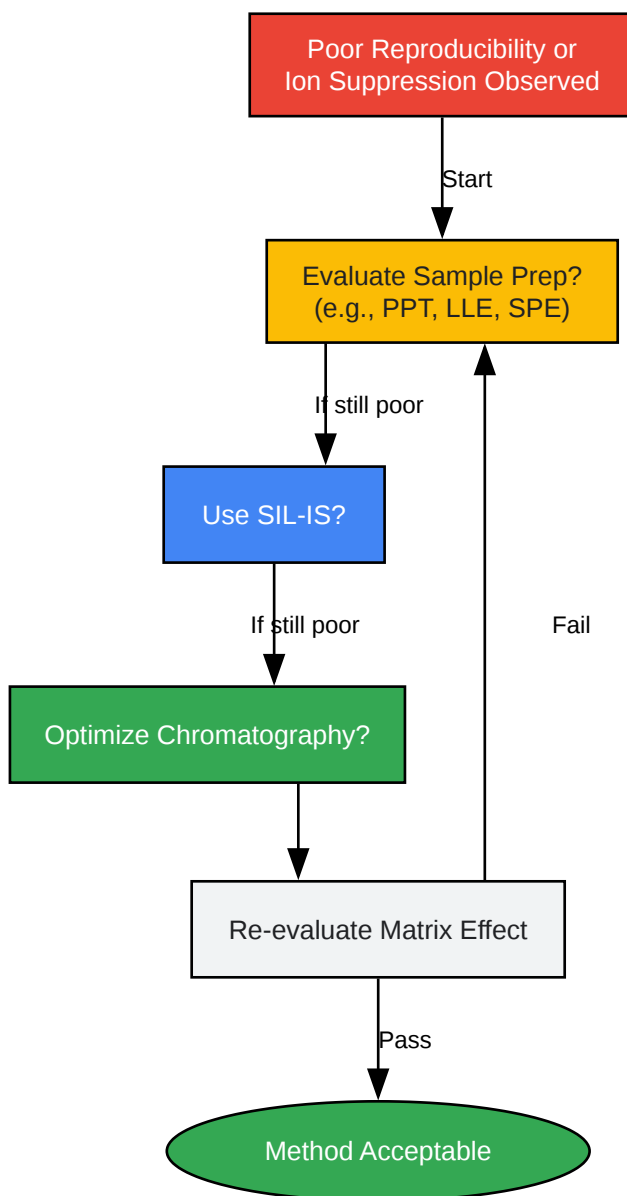 Poor Reproducibility or
Ion Suppression Observed
Start
Evaluate Sample Prep?
(e.g., PPT, LLE, SPE)
If still poor
Use SIL-IS?
If still poor
Fail
Optimize Chromatography?
Re-evaluate Matrix Effect
Pass
Method Acceptable